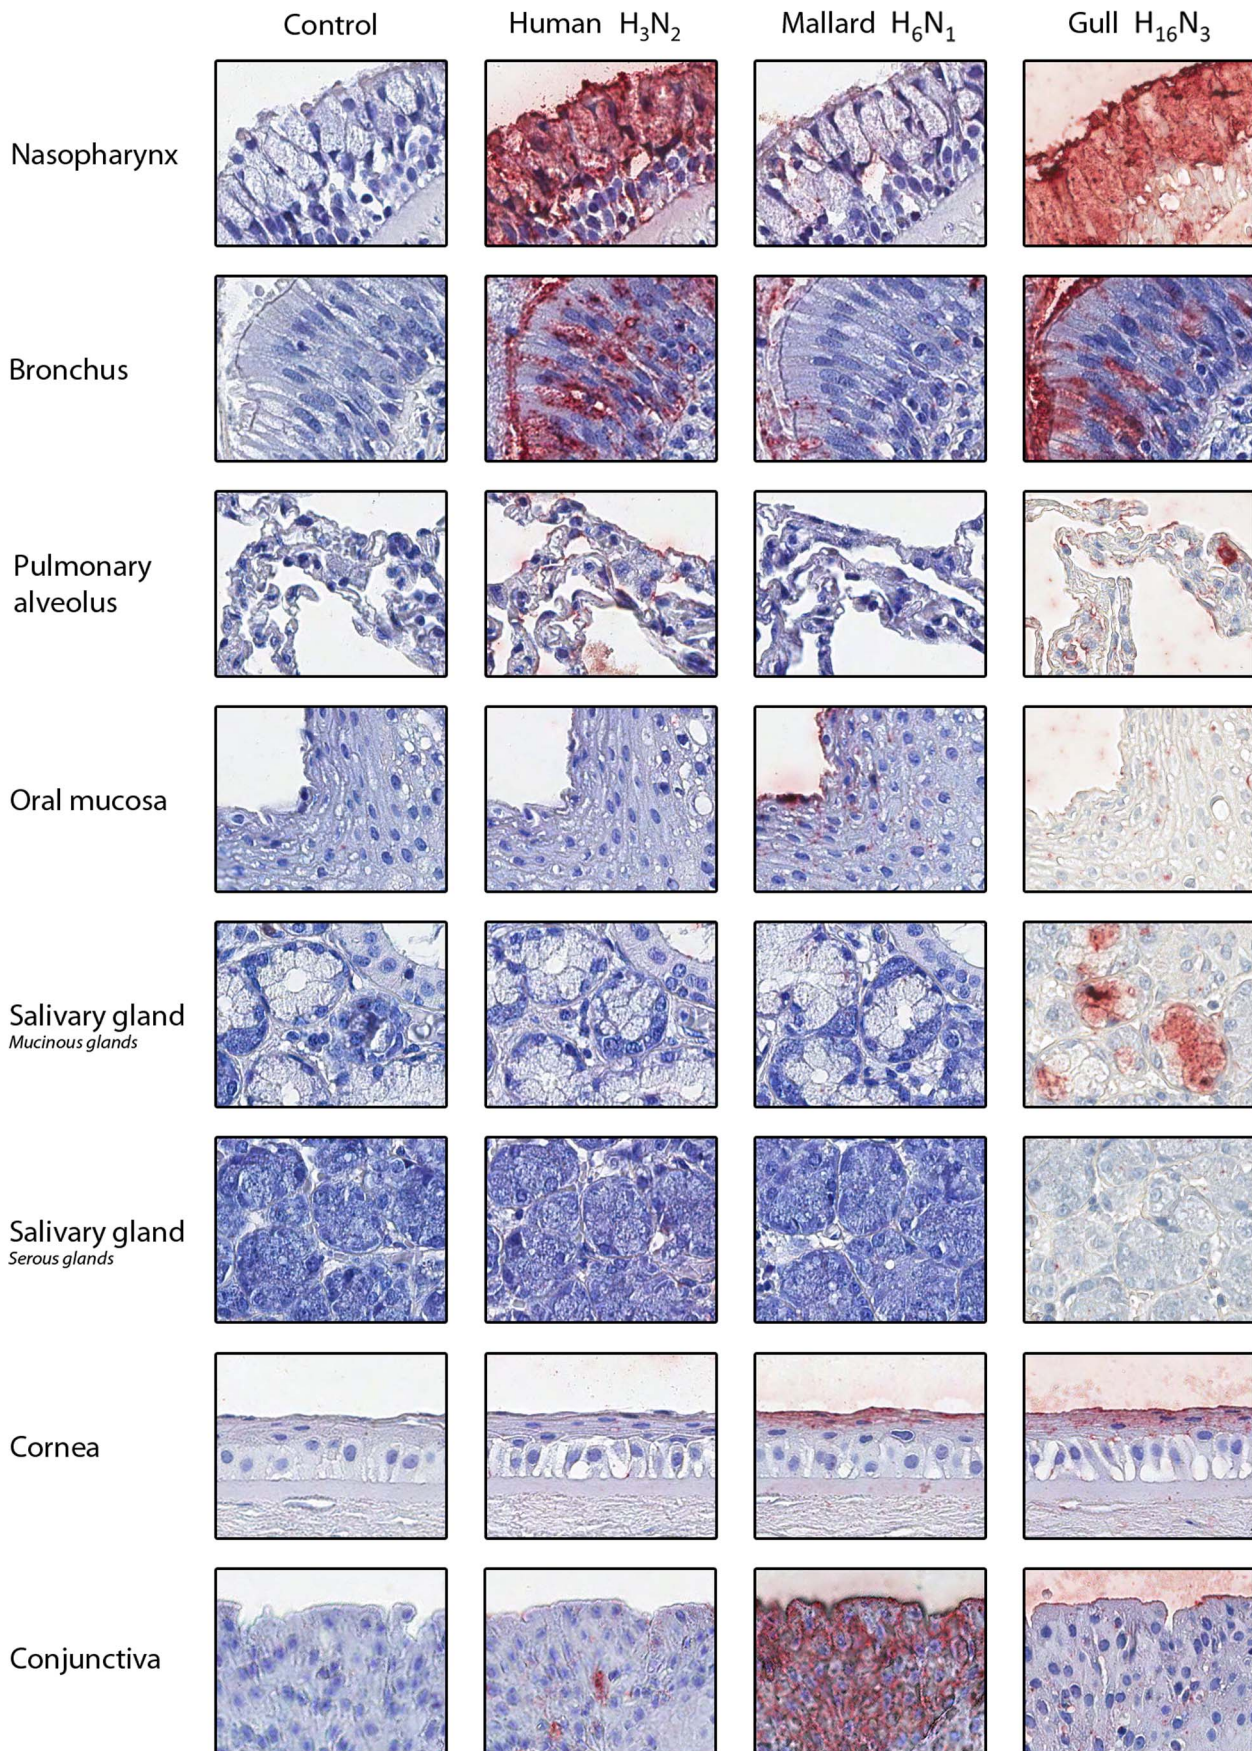 Control Human H₃N₂ Mallard H₆N₁ Gull H₁₆N₃
Nasopharynx
Bronchus
Pulmonary
alveolus
Oral mucosa
Salivary gland
Mucinous glands
Salivary gland
Serous glands
Cornea
Conjunctiva